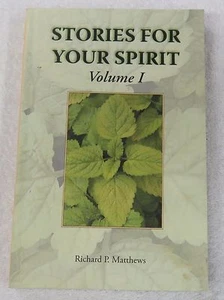 STORIES FOR
YOUR SPIRIT
Volume I
Richard P. Matthews